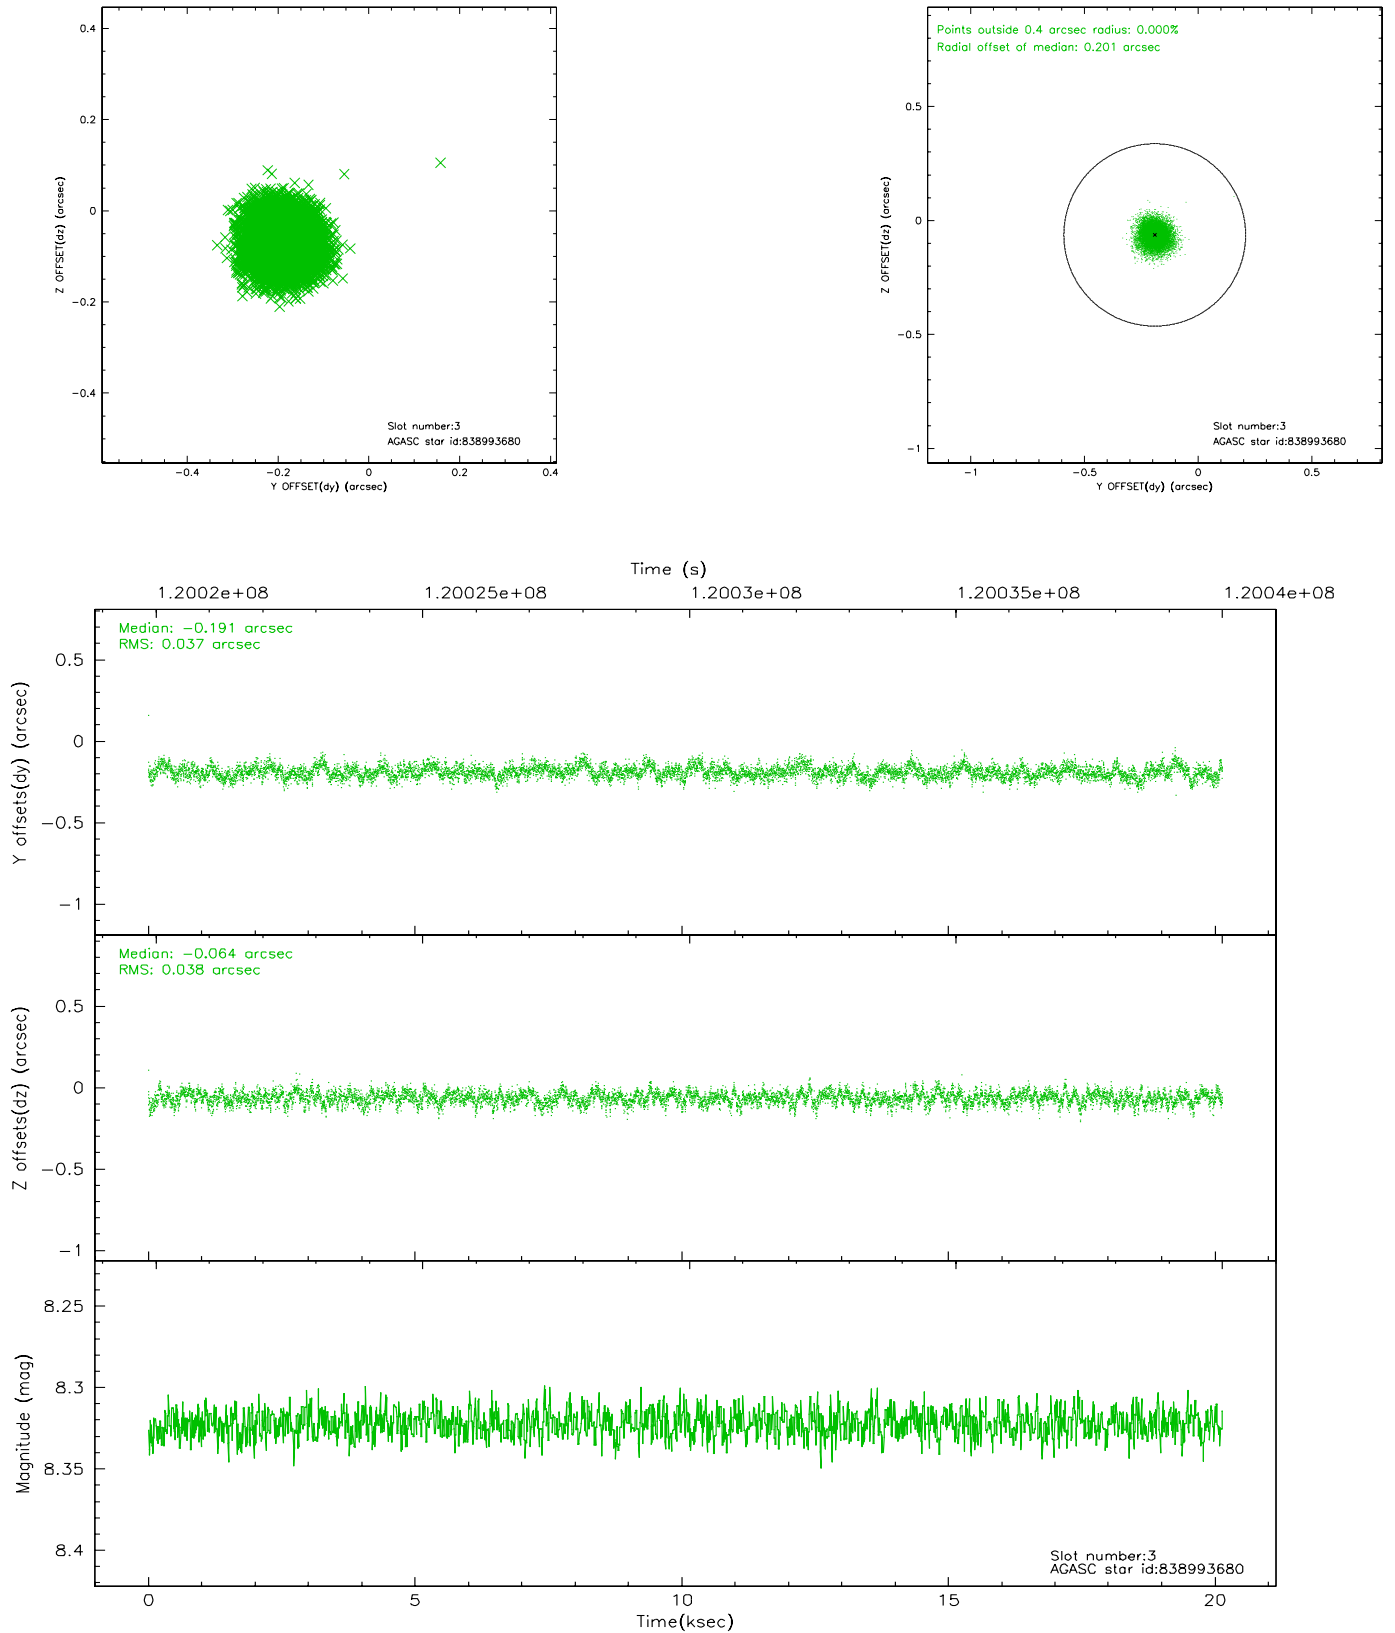 0.4
0.2
0
−0.2
−0.4
Z OFFSET(dz) (arcsec)
−0.4
−0.2
0
0.2
0.4
Y OFFSET(dy) (arcsec)
Slot number:3
AGASC star id:838993680
Points outside 0.4 arcsec radius: 0.000%
Radial offset of median: 0.201 arcsec
0.5
0
−0.5
−1
Z OFFSET(dz) (arcsec)
−1
−0.5
0
0.5
Y OFFSET(dy) (arcsec)
Slot number:3
AGASC star id:838993680
Time (s)
1.20002e+08
1.200025e+08
1.20003e+08
1.200035e+08
1.20004e+08
Median: −0.191 arcsec
RMS: 0.037 arcsec
0.5
0
−0.5
−1
Y offsets(dy) (arcsec)
Median: −0.064 arcsec
RMS: 0.038 arcsec
0.5
0
−0.5
−1
Z offsets(dz) (arcsec)
8.25
8.3
8.35
8.4
Magnitude (mag)
Slot number:3
AGASC star id:838993680
0
5
10
15
20
Time(ksec)